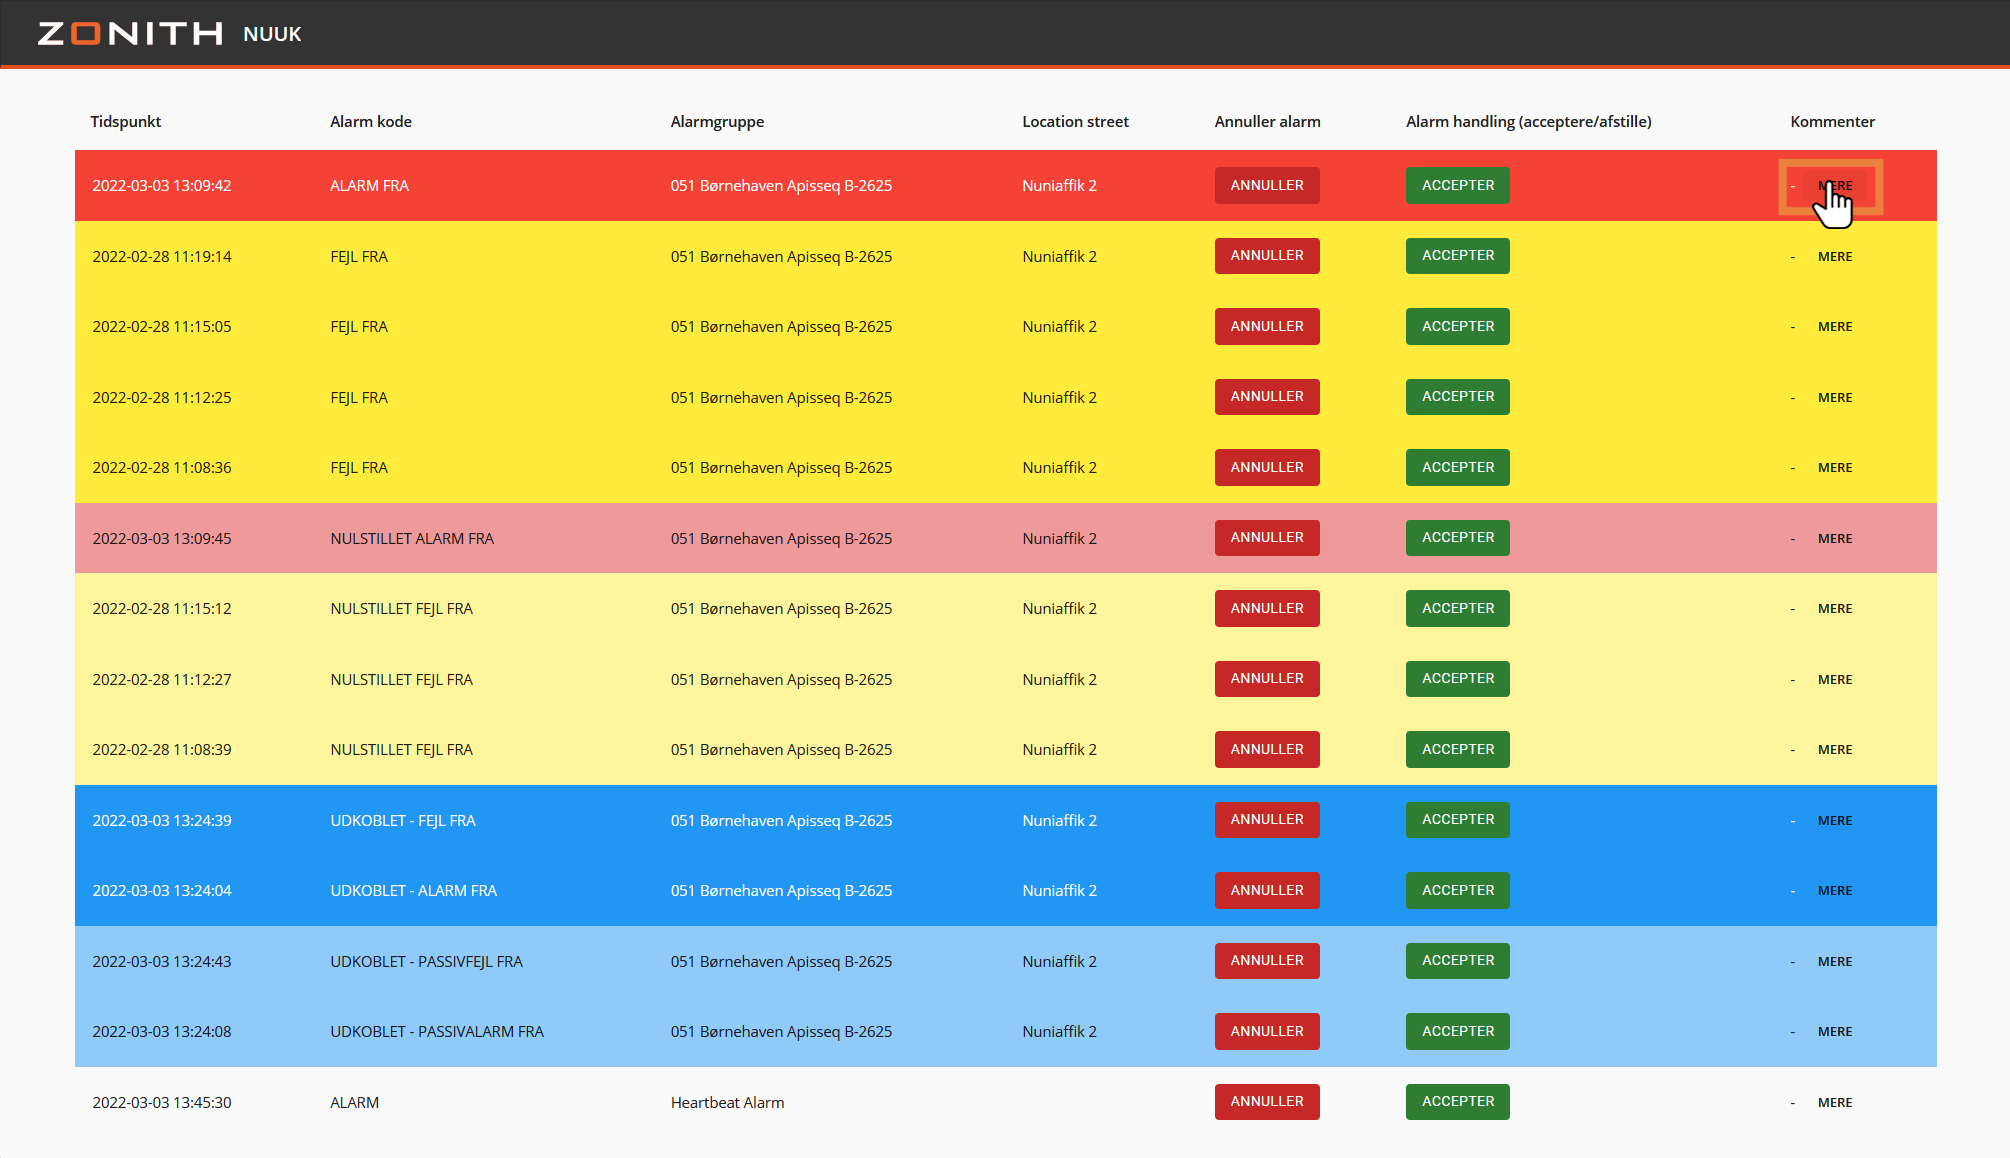 ZONITH NUUK
Tidspunkt Alarm kode Alarmgruppe Location street Annuller alarm Alarm handling (acceptere/afstille) Kommenter
2022-03-03 13:09:42 ALARM FRA 051 Børnehaven Apisseq B-2625 Nuniaffik 2 ANNULLER ACCEPTER - MERE
2022-02-28 11:19:14 FEJL FRA 051 Børnehaven Apisseq B-2625 Nuniaffik 2 ANNULLER ACCEPTER - MERE
2022-02-28 11:15:05 FEJL FRA 051 Børnehaven Apisseq B-2625 Nuniaffik 2 ANNULLER ACCEPTER - MERE
2022-02-28 11:12:25 FEJL FRA 051 Børnehaven Apisseq B-2625 Nuniaffik 2 ANNULLER ACCEPTER - MERE
2022-02-28 11:08:36 FEJL FRA 051 Børnehaven Apisseq B-2625 Nuniaffik 2 ANNULLER ACCEPTER - MERE
2022-03-03 13:09:45 NULSTILLET ALARM FRA 051 Børnehaven Apisseq B-2625 Nuniaffik 2 ANNULLER ACCEPTER - MERE
2022-02-28 11:15:12 NULSTILLET FEJL FRA 051 Børnehaven Apisseq B-2625 Nuniaffik 2 ANNULLER ACCEPTER - MERE
2022-02-28 11:12:27 NULSTILLET FEJL FRA 051 Børnehaven Apisseq B-2625 Nuniaffik 2 ANNULLER ACCEPTER - MERE
2022-02-28 11:08:39 NULSTILLET FEJL FRA 051 Børnehaven Apisseq B-2625 Nuniaffik 2 ANNULLER ACCEPTER - MERE
2022-03-03 13:24:39 UDKOBLET - FEJL FRA 051 Børnehaven Apisseq B-2625 Nuniaffik 2 ANNULLER ACCEPTER - MERE
2022-03-03 13:24:04 UDKOBLET - ALARM FRA 051 Børnehaven Apisseq B-2625 Nuniaffik 2 ANNULLER ACCEPTER - MERE
2022-03-03 13:24:43 UDKOBLET - PASSIVFEJL FRA 051 Børnehaven Apisseq B-2625 Nuniaffik 2 ANNULLER ACCEPTER - MERE
2022-03-03 13:24:08 UDKOBLET - PASSIVALARM FRA 051 Børnehaven Apisseq B-2625 Nuniaffik 2 ANNULLER ACCEPTER - MERE
2022-03-03 13:45:30 ALARM Heartbeat Alarm ANNULLER ACCEPTER - MERE